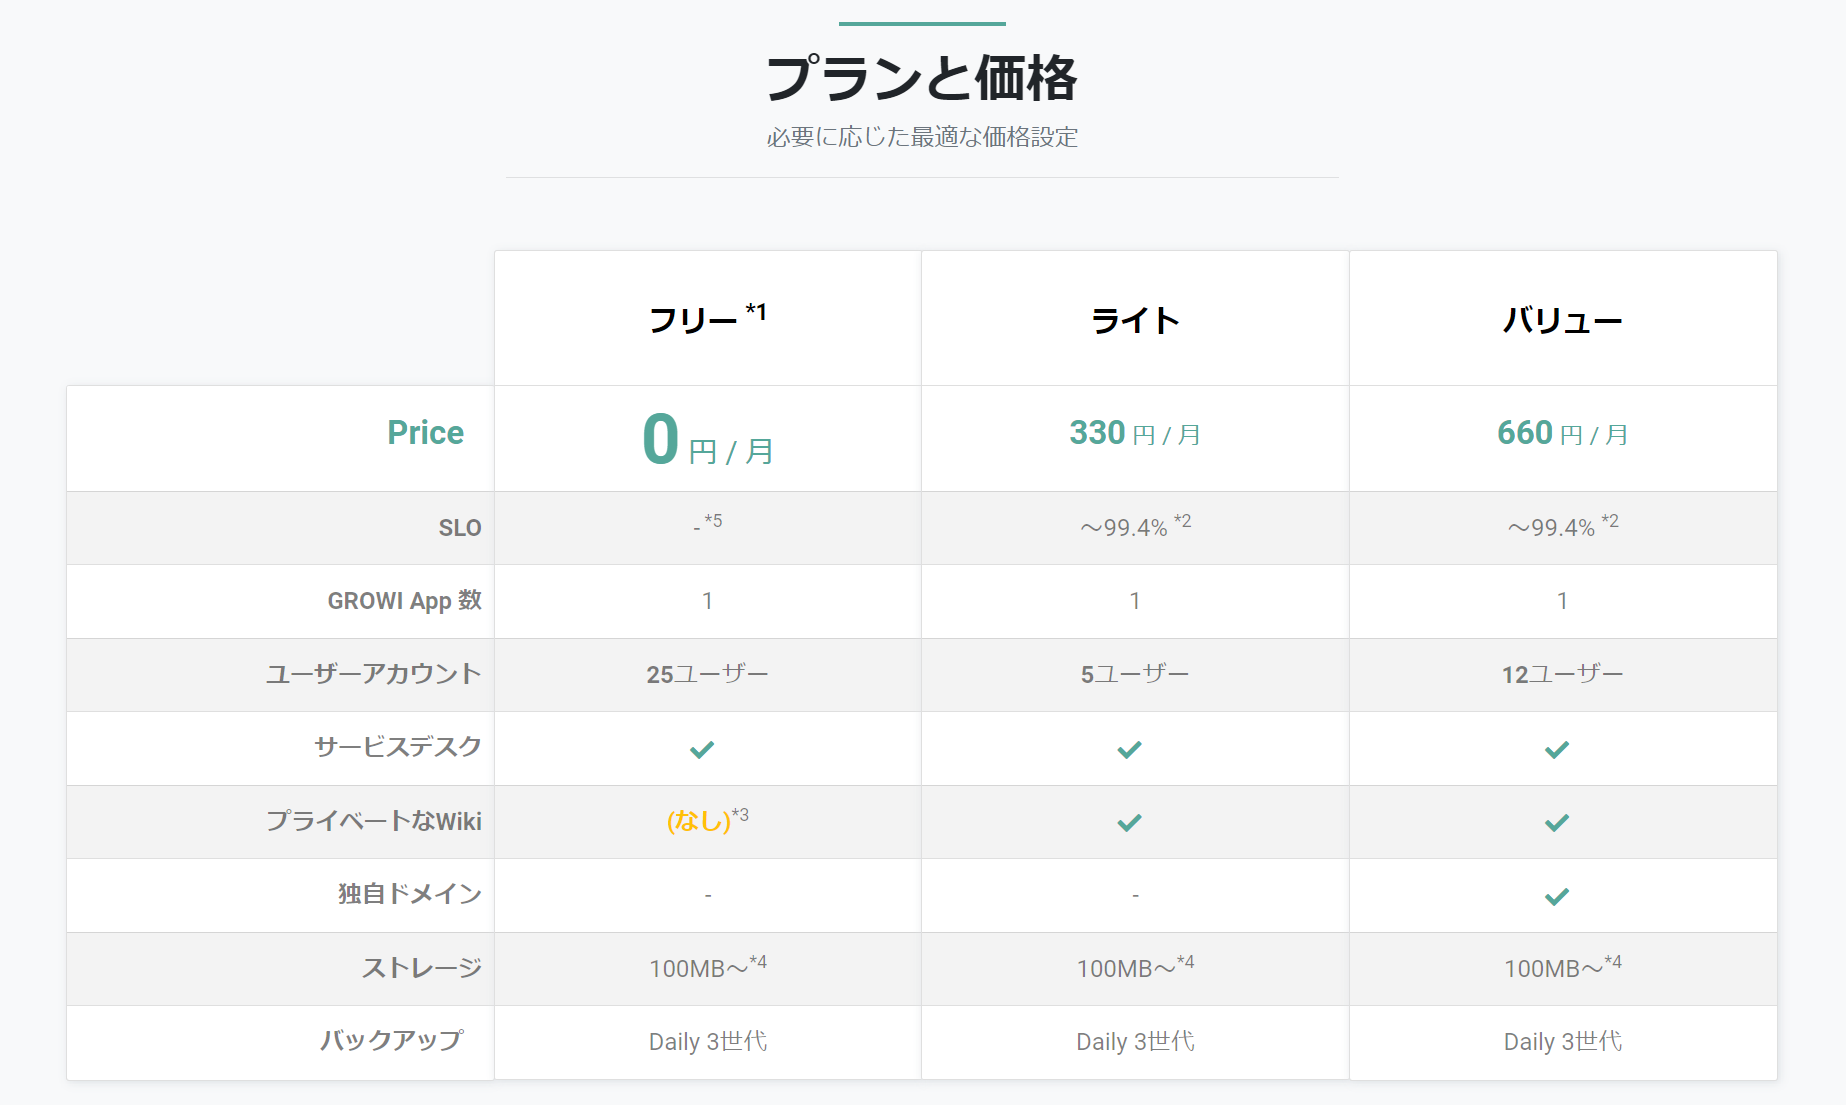 プランと価格
必要に応じた最適な価格設定
フリー *1 ライト バリュー
Price 0 円 / 月 330 円 / 月 660 円 / 月
SLO - *5 ～99.4% *2 ～99.4% *2
GROWI App 数 1 1 1
ユーザーアカウント 25ユーザー 5ユーザー 12ユーザー
サービスデスク
プライベートなWiki (なし)*3
独自ドメイン - -
ストレージ 100MB～*4 100MB～*4 100MB～*4
バックアップ Daily 3世代 Daily 3世代 Daily 3世代